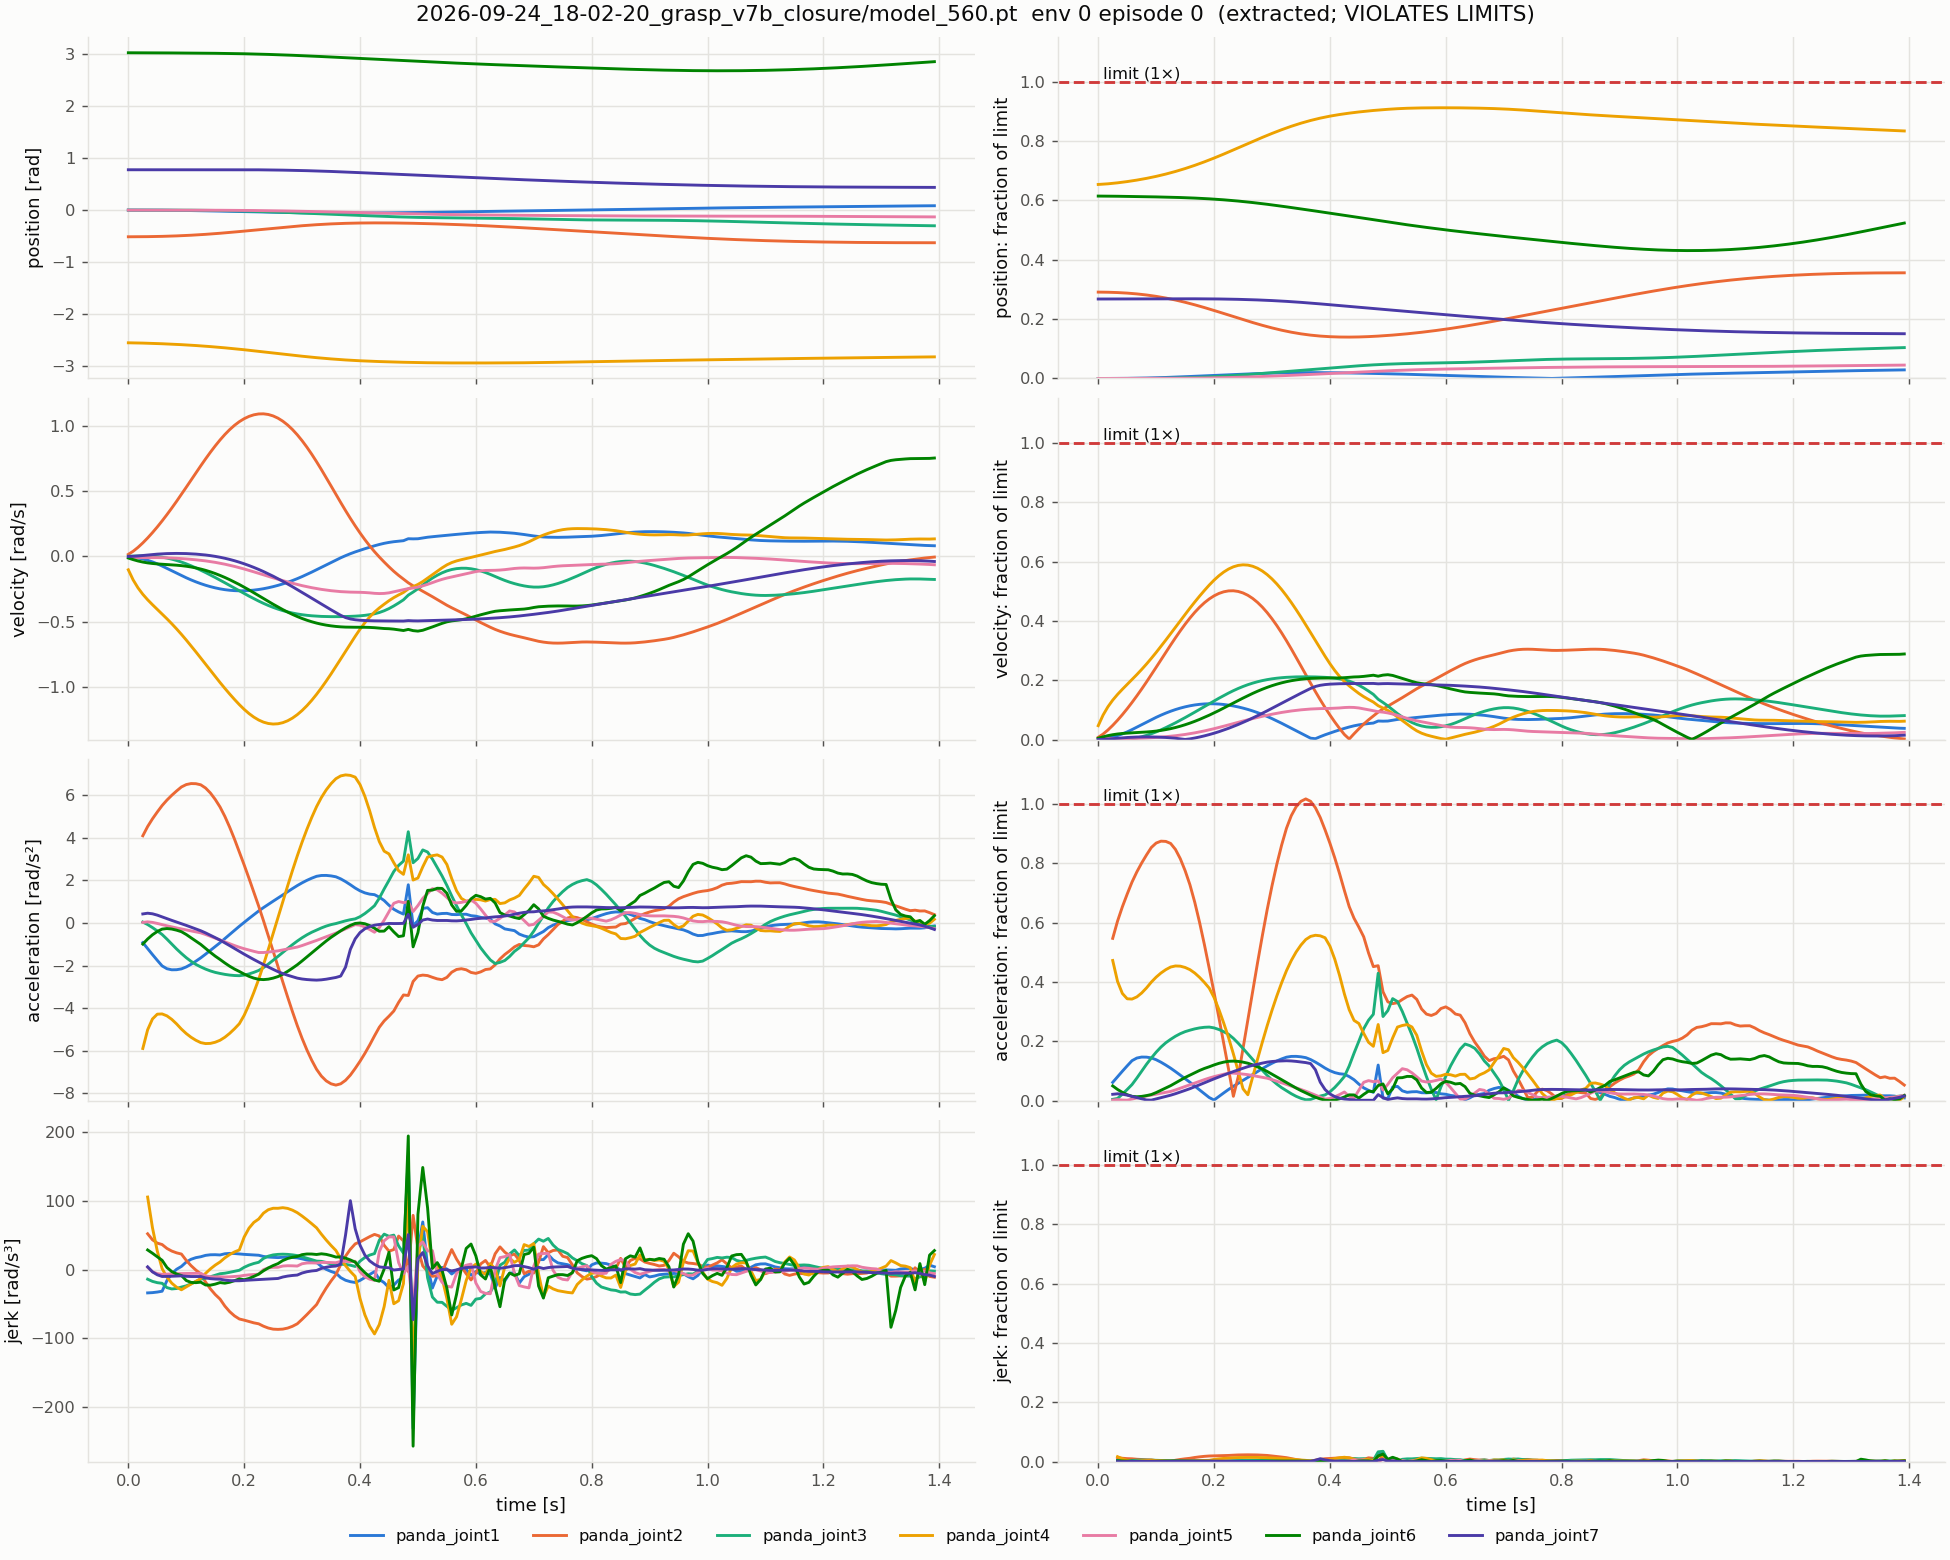 2026-09-24_18-02-20_grasp_v7b_closure/model_560.pt  env 0 episode 0  (extracted; VIOLATES LIMITS)
position [rad]
3
2
1
0
−1
−2
−3
position: fraction of limit
limit (1×)
1.0
0.8
0.6
0.4
0.2
0.0
velocity [rad/s]
1.0
0.5
0.0
−0.5
−1.0
velocity: fraction of limit
limit (1×)
1.0
0.8
0.6
0.4
0.2
0.0
acceleration [rad/s²]
6
4
2
0
−2
−4
−6
−8
acceleration: fraction of limit
limit (1×)
1.0
0.8
0.6
0.4
0.2
0.0
jerk [rad/s³]
200
100
0
−100
−200
0.0 0.2 0.4 0.6 0.8 1.0 1.2 1.4
time [s]
jerk: fraction of limit
limit (1×)
1.0
0.8
0.6
0.4
0.2
0.0
0.0 0.2 0.4 0.6 0.8 1.0 1.2 1.4
time [s]
panda_joint1 panda_joint2 panda_joint3 panda_joint4 panda_joint5 panda_joint6 panda_joint7